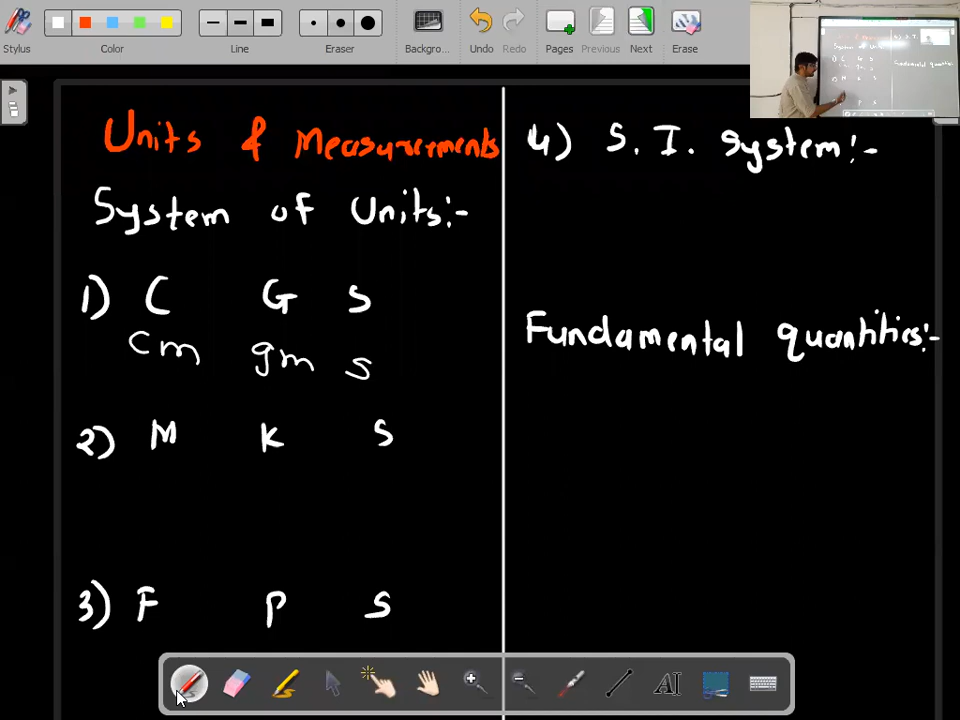 Stylus
Color
Line
Eraser
Backgro...
Undo
Redo
Pages
Previous
Next
Erase
Units & Measurements
System of Units:-
1) C G S
cm gm s
2) M K S
3) F P S
4) S. I. System:-
Fundamental quantities:-
AI